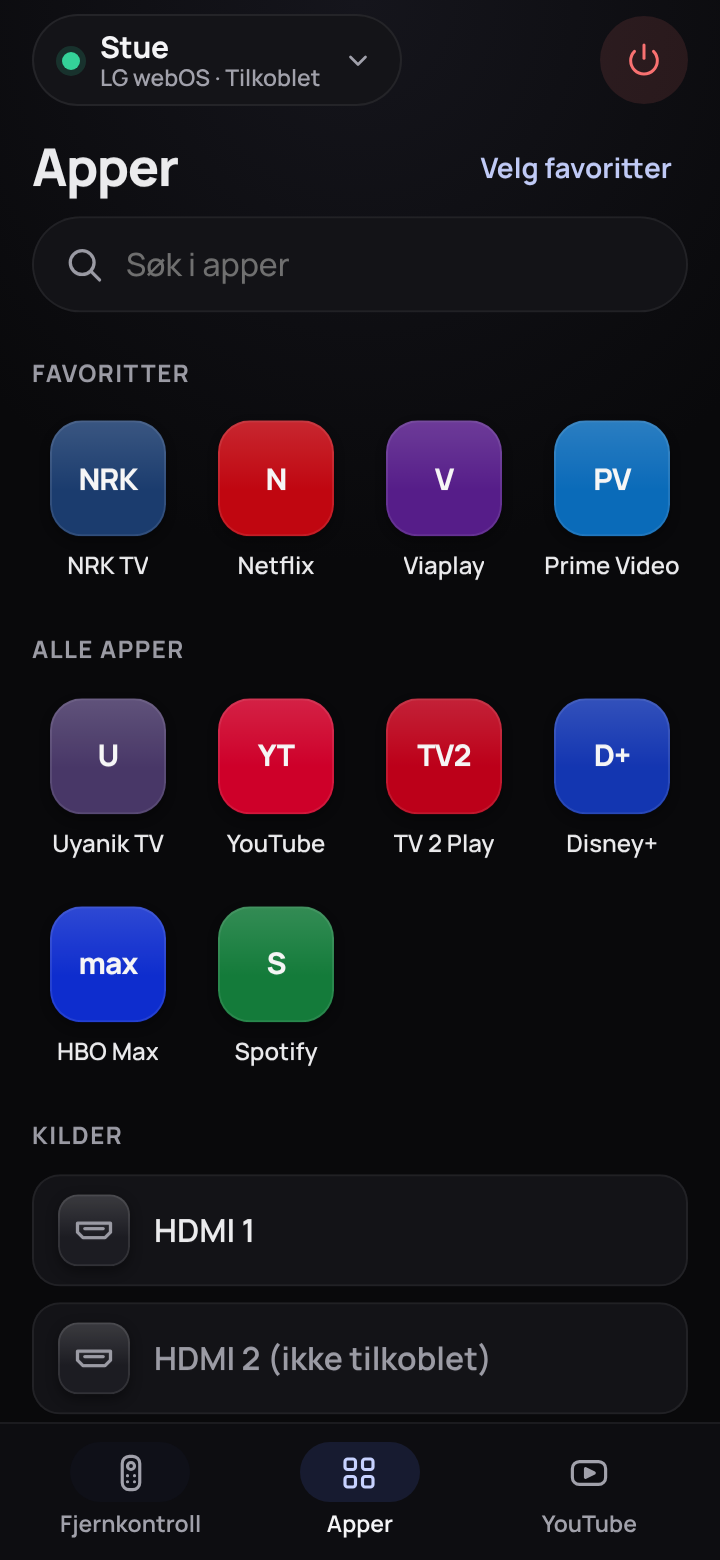 Stue
LG webOS · Tilkoblet
Apper
Velg favoritter
Søk i apper
FAVORITTER
NRK
N
V
PV
NRK TV
Netflix
Viaplay
Prime Video
ALLE APPER
U
YT
TV2
D+
Uyanik TV
YouTube
TV 2 Play
Disney+
max
S
HBO Max
Spotify
KILDER
HDMI 1
HDMI 2 (ikke tilkoblet)
Fjernkontroll
Apper
YouTube